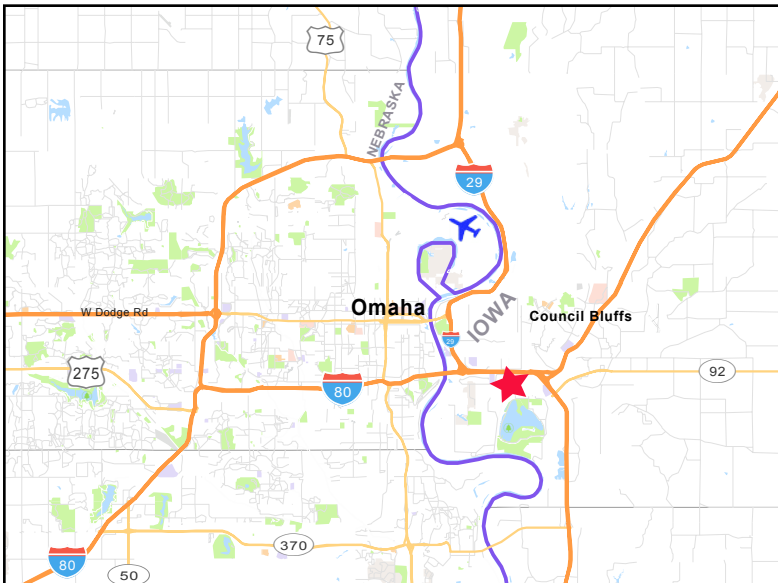 75
NEBRASKA
29
W Dodge Rd
Omaha
IOWA
Council Bluffs
29
275
80
92
370
80
50